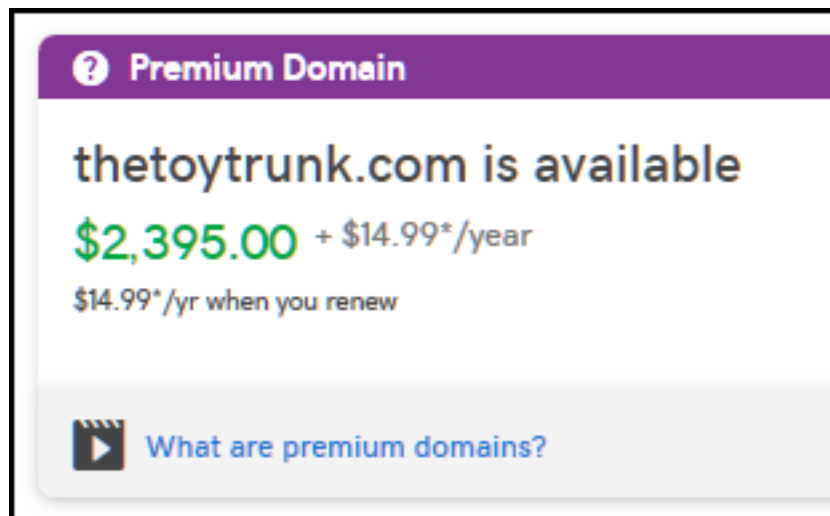 Premium Domain
thetoytrunk.com is available
$2,395.00 + $14.99*/year
$14.99*/yr when you renew
What are premium domains?